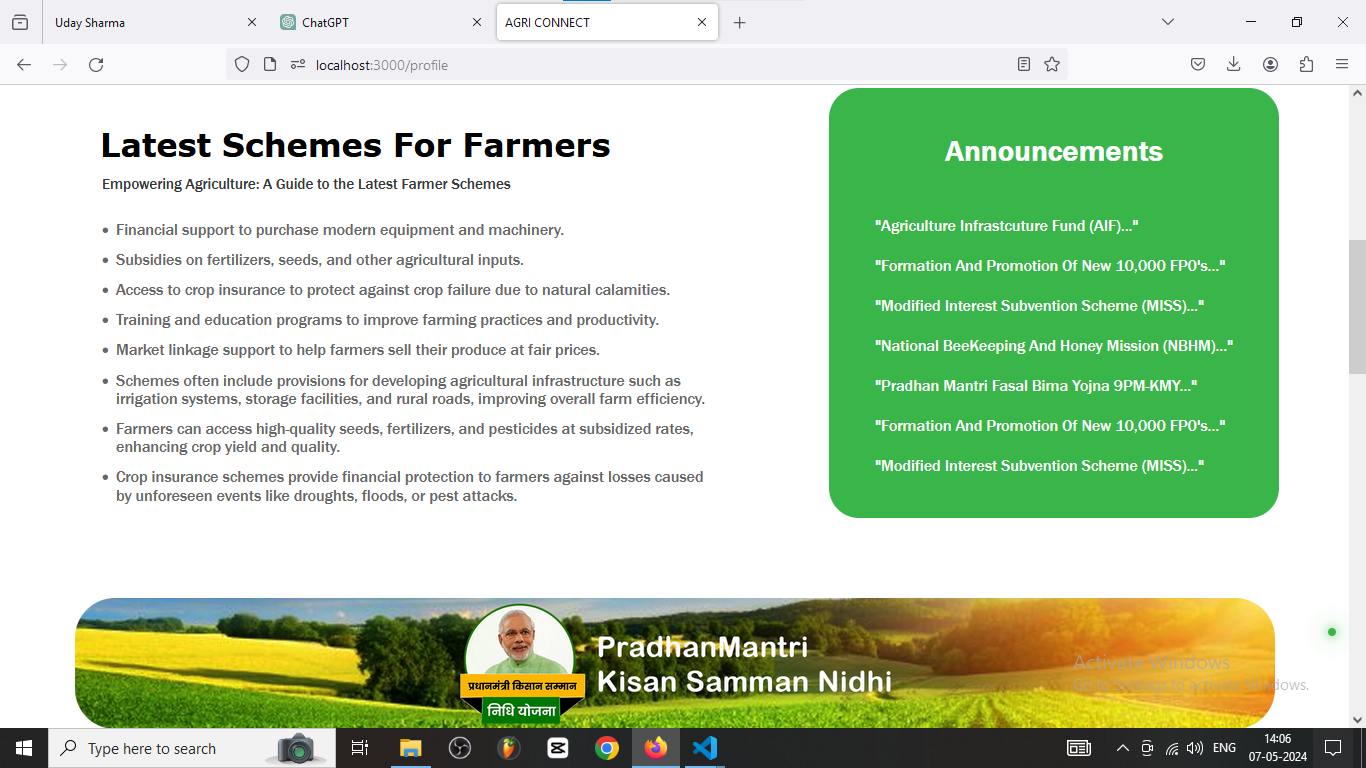 Uday Sharma
ChatGPT
AGRI CONNECT
localhost:3000/profile
Latest Schemes For Farmers
Empowering Agriculture: A Guide to the Latest Farmer Schemes
• Financial support to purchase modern equipment and machinery.
• Subsidies on fertilizers, seeds, and other agricultural inputs.
• Access to crop insurance to protect against crop failure due to natural calamities.
• Training and education programs to improve farming practices and productivity.
• Market linkage support to help farmers sell their produce at fair prices.
• Schemes often include provisions for developing agricultural infrastructure such as
irrigation systems, storage facilities, and rural roads, improving overall farm efficiency.
• Farmers can access high-quality seeds, fertilizers, and pesticides at subsidized rates,
enhancing crop yield and quality.
• Crop insurance schemes provide financial protection to farmers against losses caused
by unforeseen events like droughts, floods, or pest attacks.
Announcements
"Agriculture Infrastcuture Fund (AIF)..."
"Formation And Promotion Of New 10,000 FP0's..."
"Modified Interest Subvention Scheme (MISS)..."
"National BeeKeeping And Honey Mission (NBHM)..."
"Pradhan Mantri Fasal Bima Yojna 9PM-KMY..."
"Formation And Promotion Of New 10,000 FP0's..."
"Modified Interest Subvention Scheme (MISS)..."
प्रधानमंत्री किसान सम्मान
निधि योजना
PradhanMantri
Kisan Samman Nidhi
Activate Windows
Go to Settings to activate Windows.
Type here to search
ENG
14:06
07-05-2024